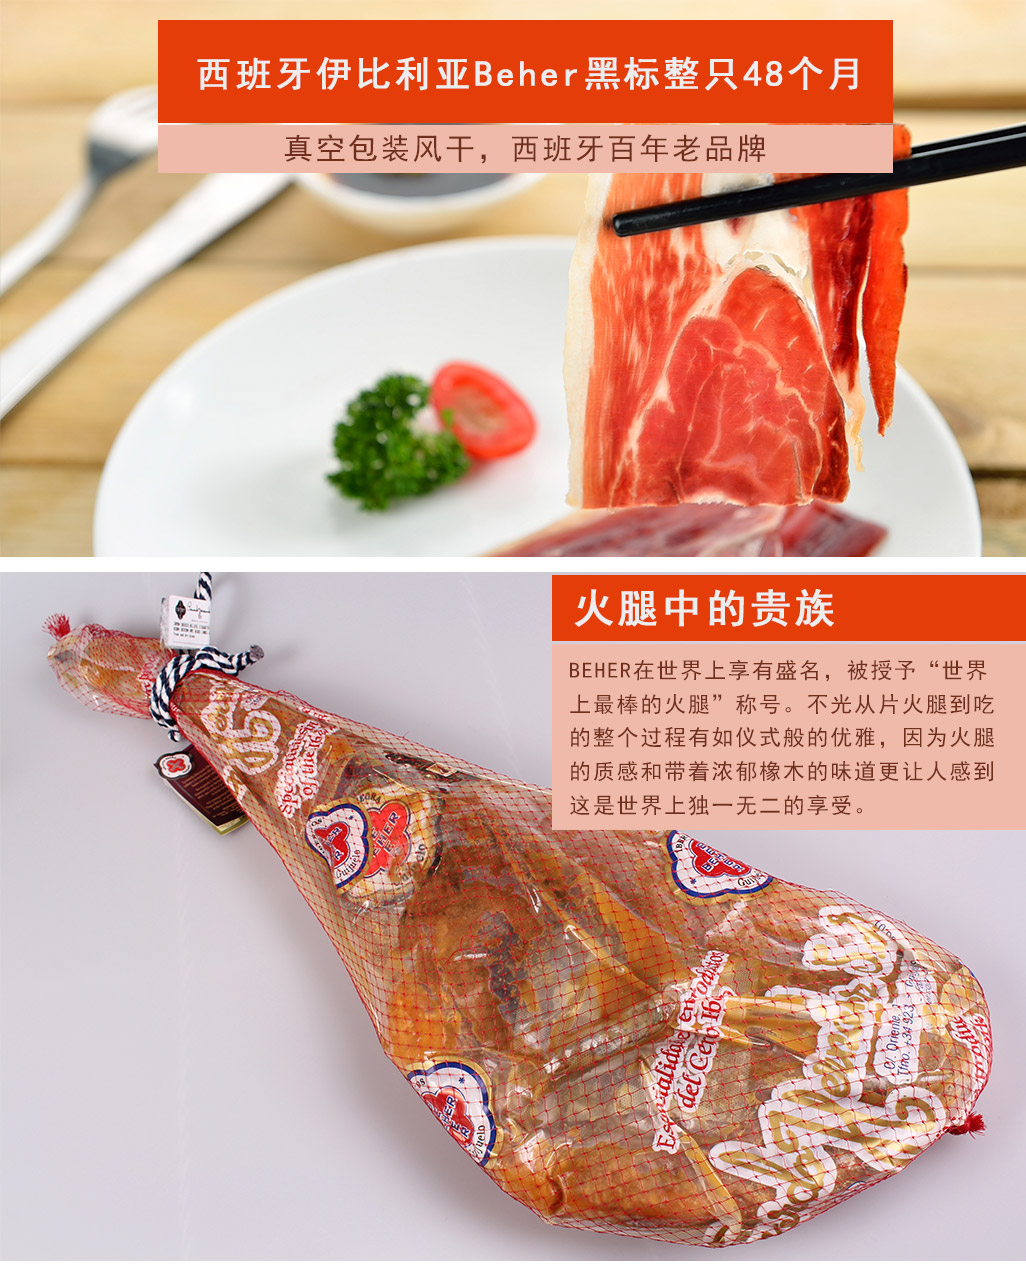 西班牙伊比利亚Beher黑标整只48个月
真空包装风干，西班牙百年老品牌
火腿中的贵族
BEHER在世界上享有盛名，被授予“世界
上最棒的火腿”称号。不光从片火腿到吃
的整个过程有如仪式般的优雅，因为火腿
的质感和带着浓郁橡木的味道更让人感到
这是世界上独一无二的享受。
BEHER
Guijuelo
del Cerdo Ib